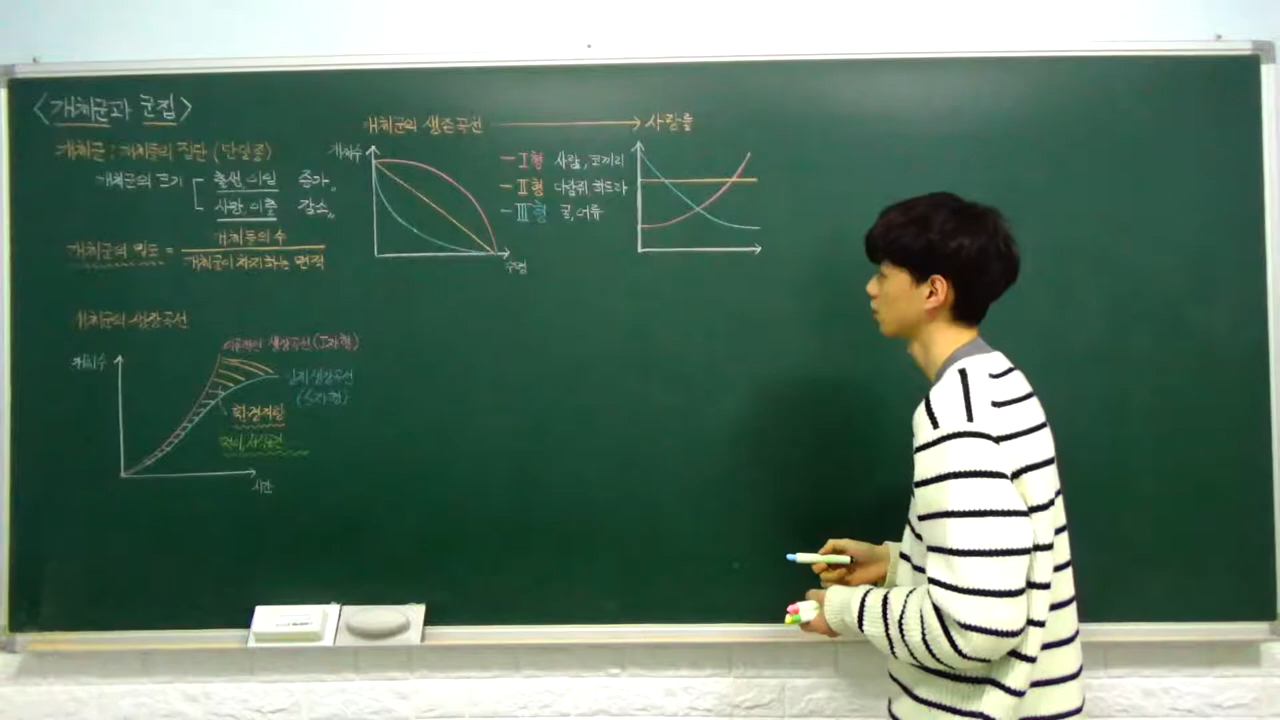 <개체군과 군집>
개체군 : 개체들의 집단 (단일종)
개체군의 크기 출생, 이입 증가
사망, 이출 감소
개체군의 밀도 = 개체들의 수
개체군이 차지하는 면적
개체군의 생장곡선
개체수
이론적인 생장곡선 (J자형)
실제 생장곡선
(S자형)
환경저항
먹이, 서식공간
시간
개체군의 생존곡선 → 사망률
개체수
- I형 사람, 코끼리
- II형 다람쥐, 히드라
- III형 굴, 어류
수명